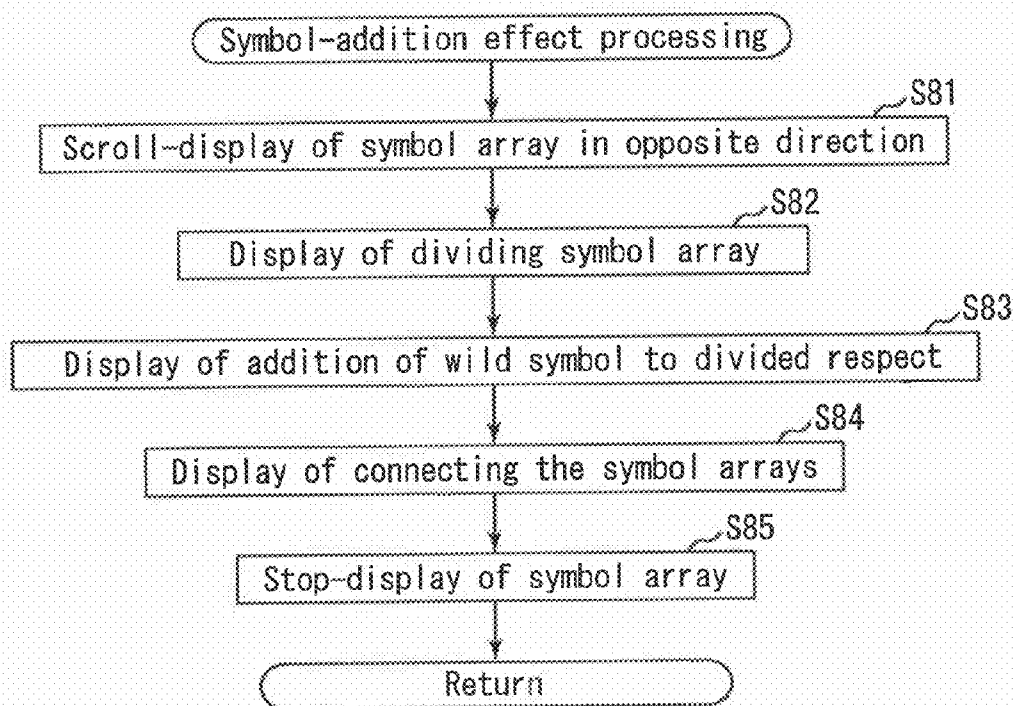 Symbol-addition effect processing
S81
Scroll-display of symbol array in opposite direction
S82
Display of dividing symbol array
S83
Display of addition of wild symbol to divided respect
S84
Display of connecting the symbol arrays
S85
Stop-display of symbol array
Return